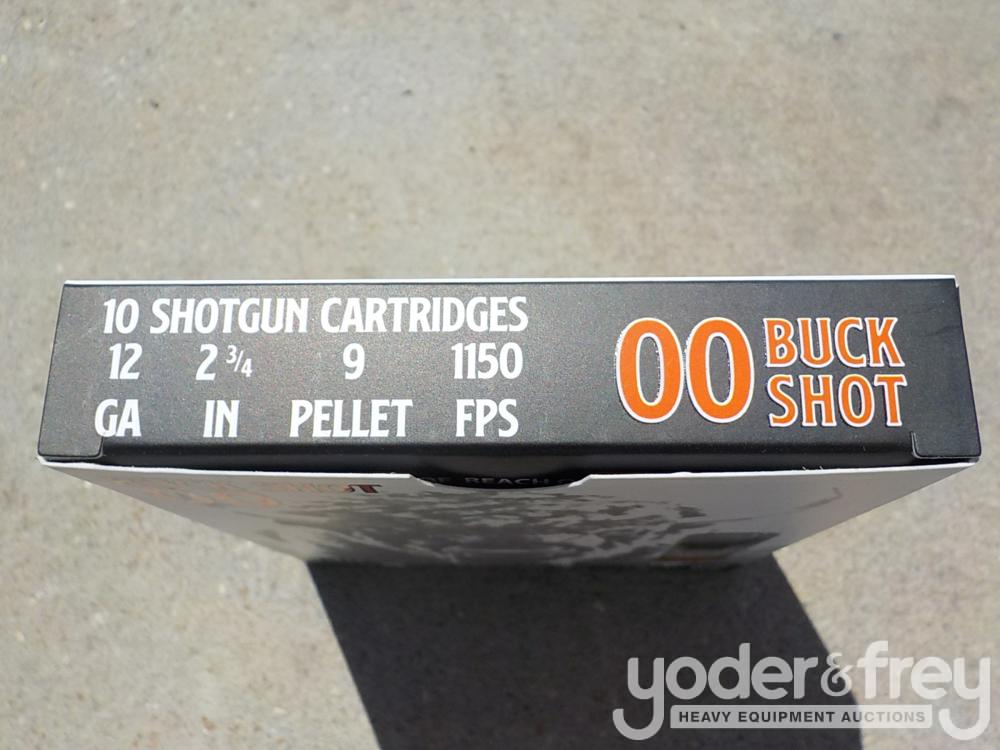 10 SHOTGUN CARTRIDGES
12 2 3/4 9 1150
GA IN PELLET FPS
00 BUCK
SHOT
REACH
yoder&frey
HEAVY EQUIPMENT AUCTIONS